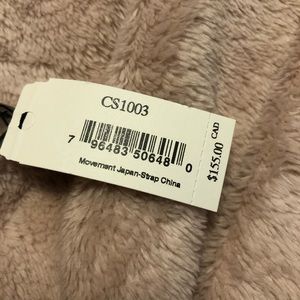 CS1003
7 96483 50648 0
Movement Japan-Strap China
$155.00 CAD